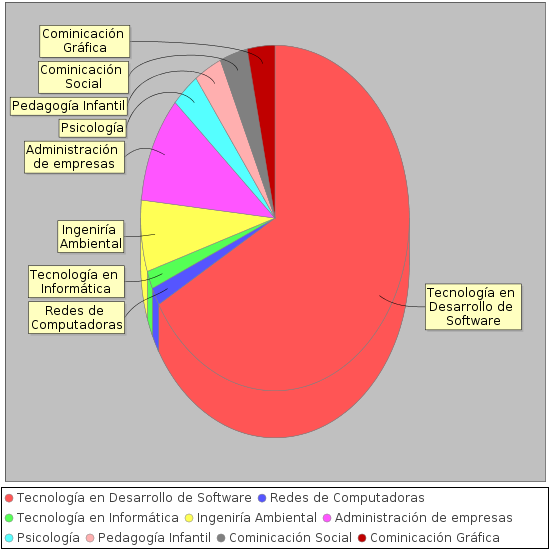 Cominicación
Gráfica
Cominicación
Social
Pedagogía Infantil
Psicología
Administración
de empresas
Ingeniría
Ambiental
Tecnología en
Informática
Redes de
Computadoras
Tecnología en
Desarrollo de
Software
Tecnología en Desarrollo de Software Redes de Computadoras
Tecnología en Informática Ingeniría Ambiental Administración de empresas
Psicología Pedagogía Infantil Cominicación Social Cominicación Gráfica